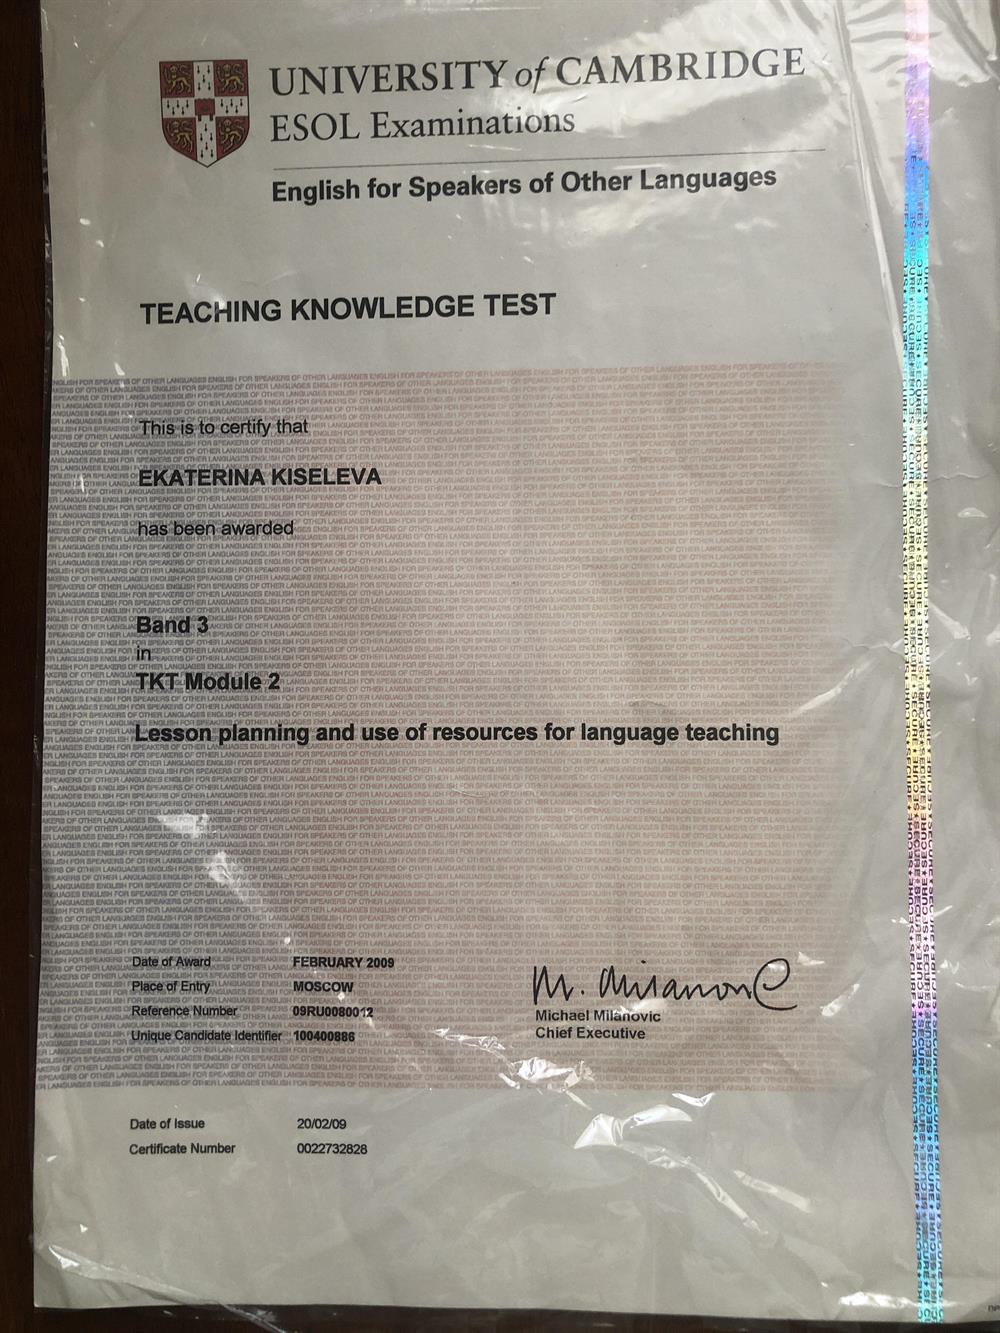 UNIVERSITY of CAMBRIDGE
ESOL Examinations
English for Speakers of Other Languages
TEACHING KNOWLEDGE TEST
This is to certify that
EKATERINA KISELEVA
has been awarded
Band 3
in
TKT Module 2
Lesson planning and use of resources for language teaching
Date of Award FEBRUARY 2009
Place of Entry MOSCOW
Reference Number 09RU0080012
Unique Candidate Identifier 100400886
M. Milanovic
Michael Milanovic
Chief Executive
Date of Issue 20/02/09
Certificate Number 0022732828